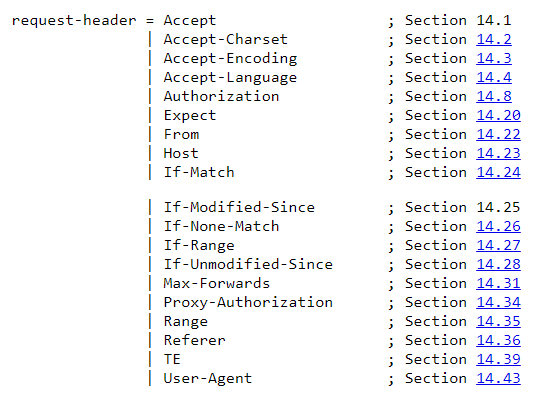 request-header = Accept ; Section 14.1
| Accept-Charset ; Section 14.2
| Accept-Encoding ; Section 14.3
| Accept-Language ; Section 14.4
| Authorization ; Section 14.8
| Expect ; Section 14.20
| From ; Section 14.22
| Host ; Section 14.23
| If-Match ; Section 14.24
| If-Modified-Since ; Section 14.25
| If-None-Match ; Section 14.26
| If-Range ; Section 14.27
| If-Unmodified-Since ; Section 14.28
| Max-Forwards ; Section 14.31
| Proxy-Authorization ; Section 14.34
| Range ; Section 14.35
| Referer ; Section 14.36
| TE ; Section 14.39
| User-Agent ; Section 14.43